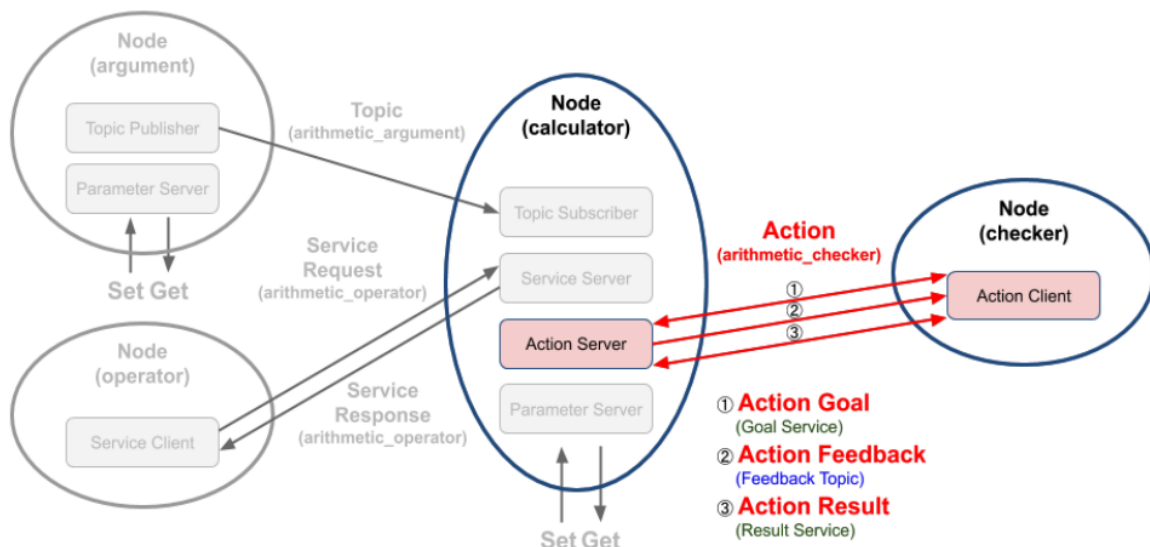 Node
(argument)
Topic Publisher
Parameter Server
Set Get
Topic
(arithmetic_argument)
Service
Request
(arithmetic_operator)
Node
(operator)
Service Client
Service
Response
(arithmetic_operator)
Node
(calculator)
Topic Subscriber
Service Server
Action Server
Parameter Server
Set Get
Action
(arithmetic_checker)
①
②
③
Node
(checker)
Action Client
① Action Goal
(Goal Service)
② Action Feedback
(Feedback Topic)
③ Action Result
(Result Service)